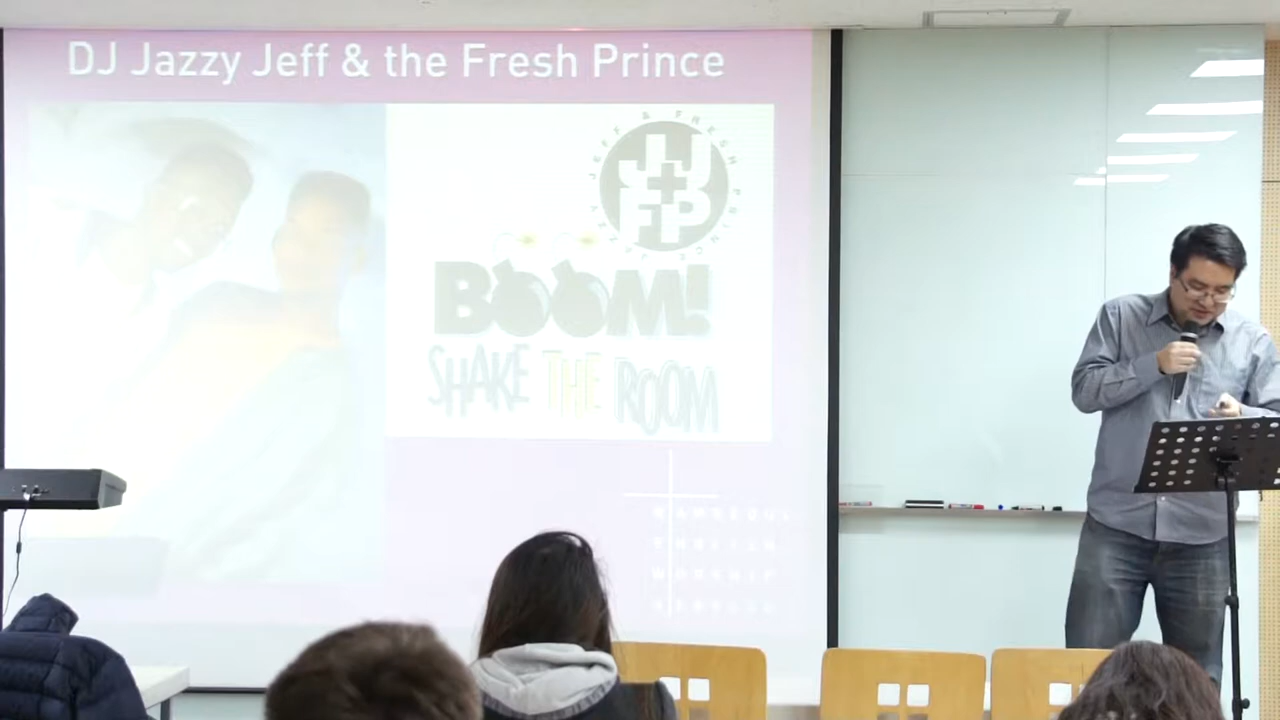 DJ Jazzy Jeff & the Fresh Prince
JJ
+
FP
BOOM!
SHAKE THE ROOM